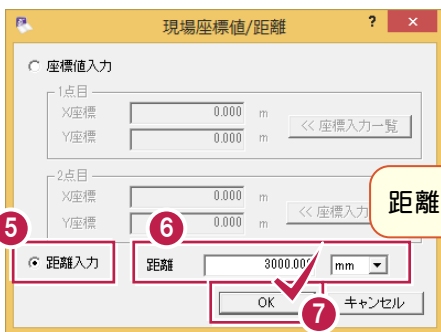 現場座標値/距離 ? ×
座標値入力
1点目
X座標 0.000 m
Y座標 0.000 m
<< 座標入力一覧
2点目
X座標 0.000 m
Y座標 0.000 m
<< 座標入力
距離
5 6
距離入力 距離 3000.00 mm
OK キャンセル
7